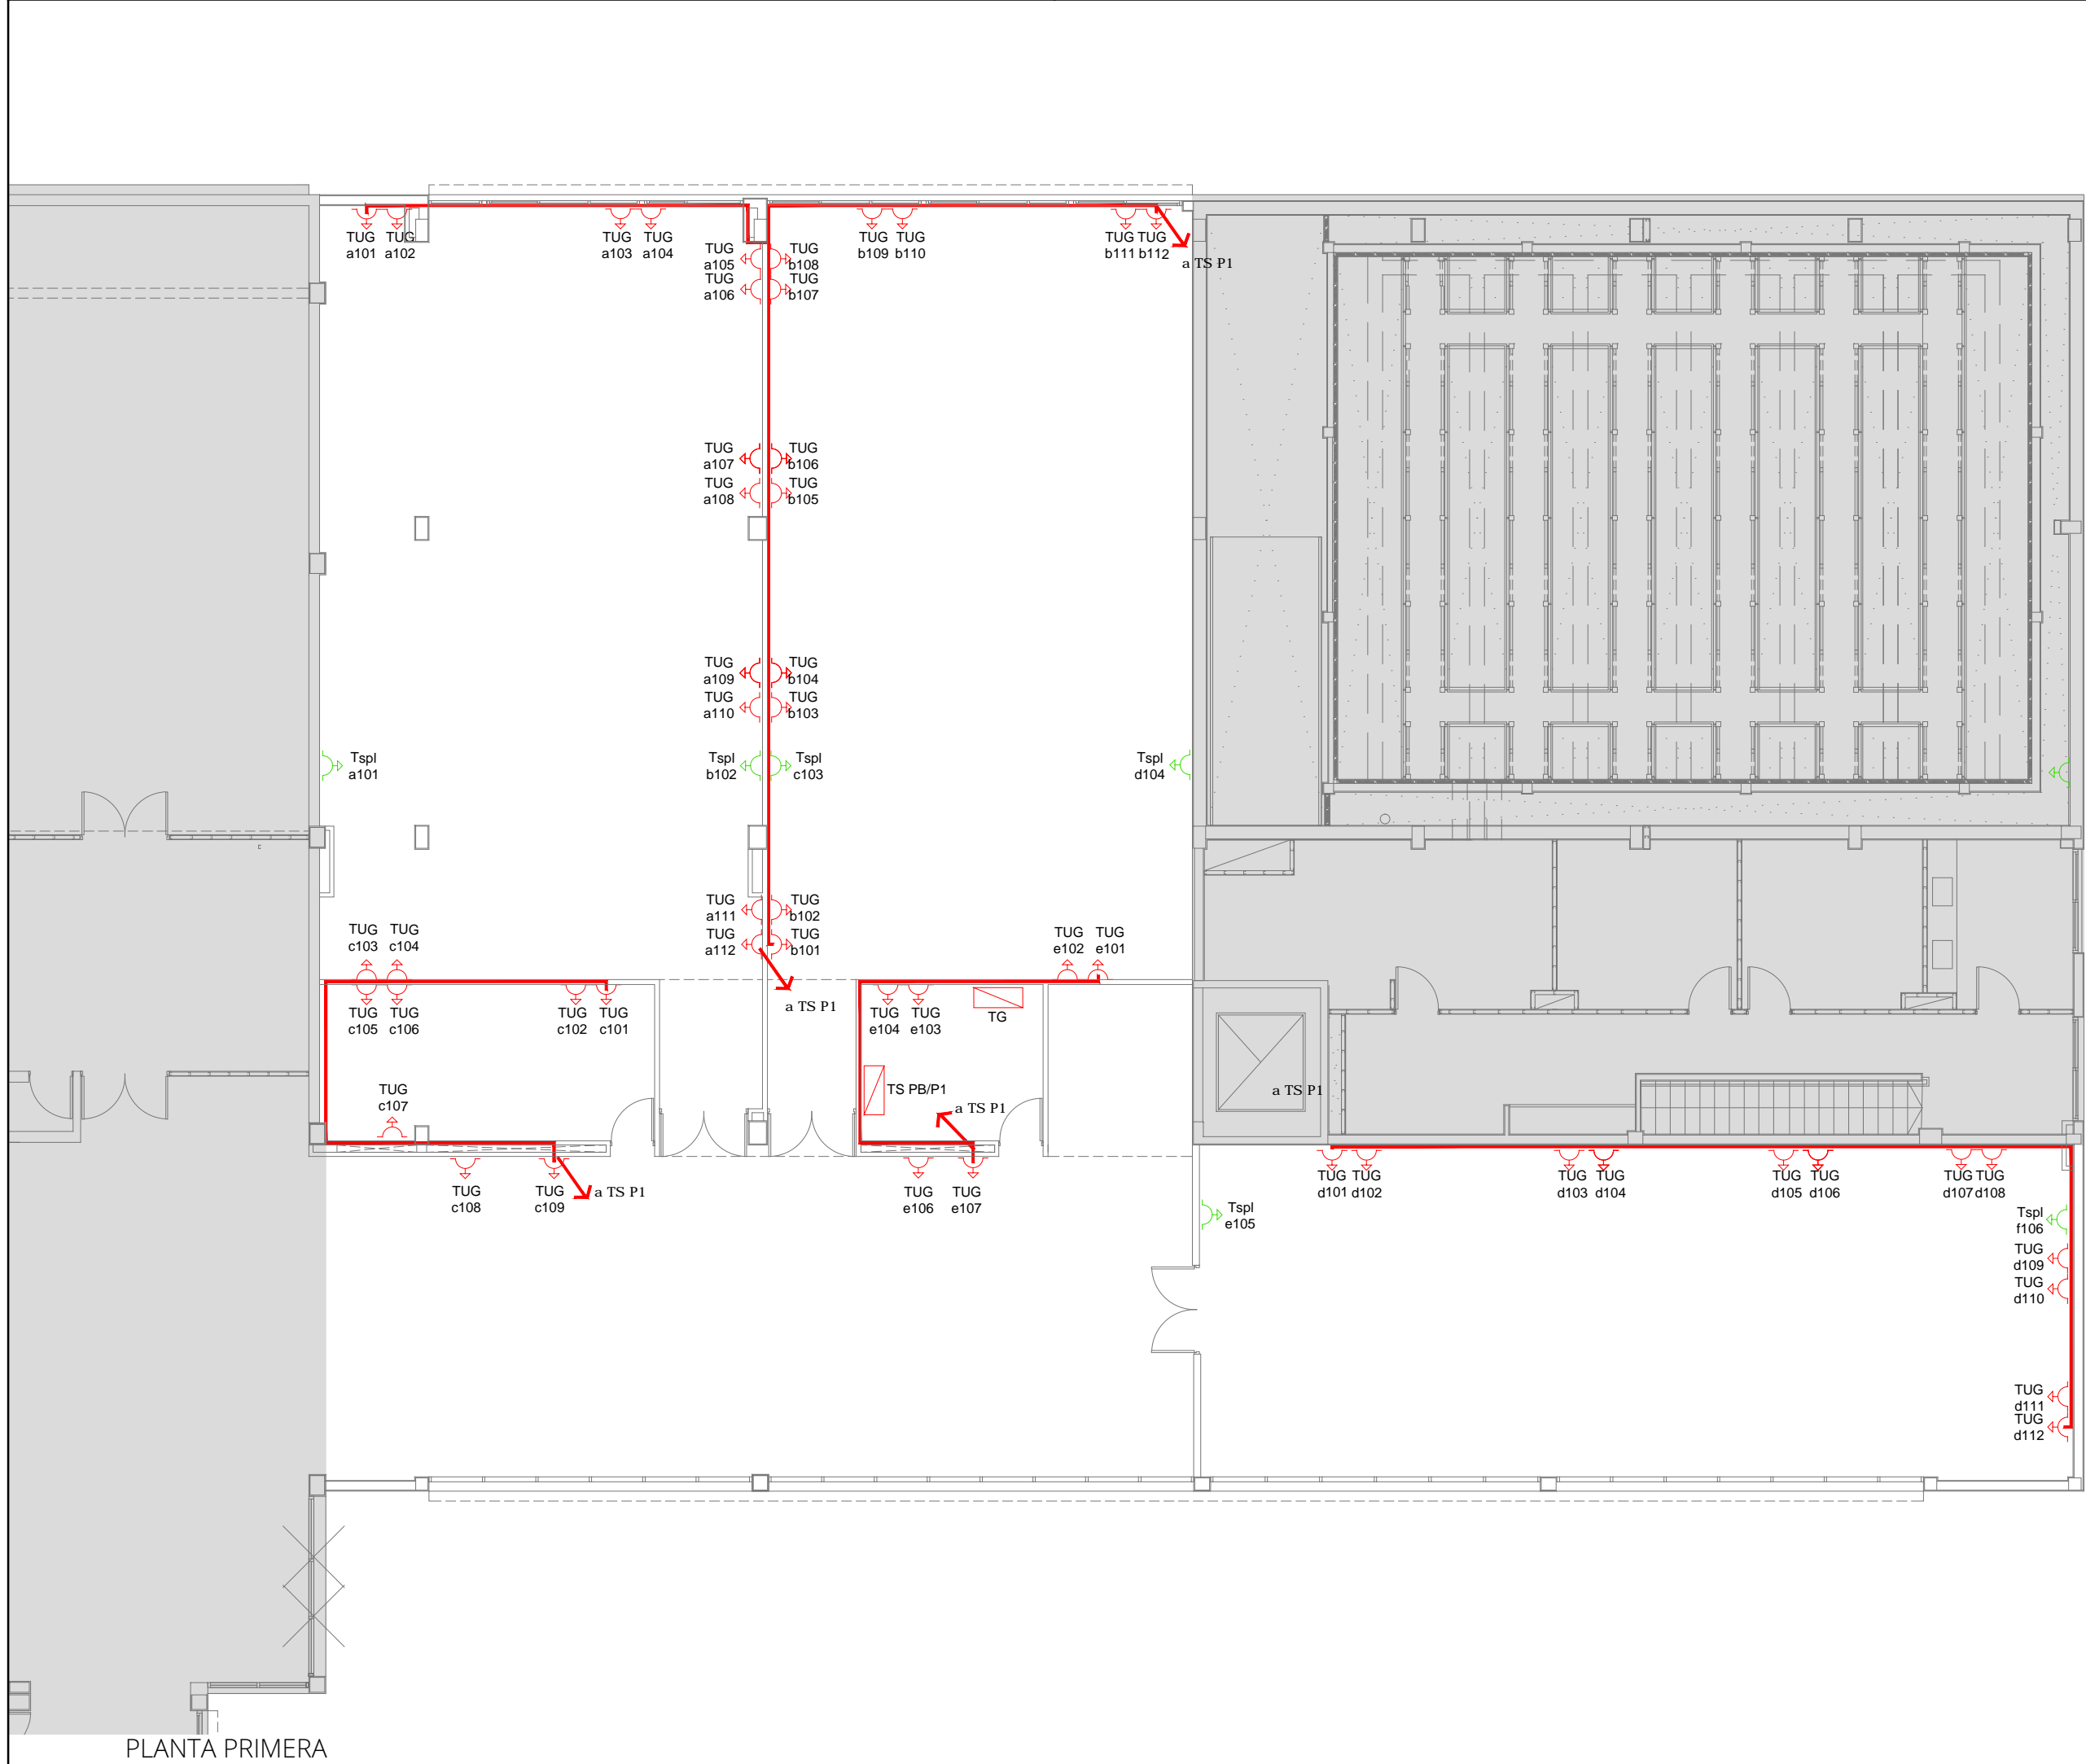 TUG
a101
TUG
a102
TUG
a103
TUG
a104
TUG
a105
TUG
a106
TUG
b108
TUG
b107
TUG
b109
TUG
b110
TUG
b111
TUG
b112
a TS P1
TUG
a107
TUG
a108
TUG
b106
TUG
b105
TUG
a109
TUG
a110
TUG
b104
TUG
b103
Tspl
a101
Tspl
b102
Tspl
c103
Tspl
d104
TUG
a111
TUG
a112
TUG
b102
TUG
b101
a TS P1
TUG
c103
TUG
c104
TUG
e102
TUG
e101
TUG
c105
TUG
c106
TUG
c102
TUG
c101
TUG
e104
TUG
e103
TG
TUG
c107
TS PB/P1
a TS P1
a TS P1
TUG
c108
TUG
c109
a TS P1
TUG
e106
TUG
e107
TUG
d101
TUG
d102
TUG
d103
TUG
d104
TUG
d105
TUG
d106
TUG
d107
TUG
d108
Tspl
e105
Tspl
f106
TUG
d109
TUG
d110
TUG
d111
TUG
d112
c
PLANTA PRIMERA